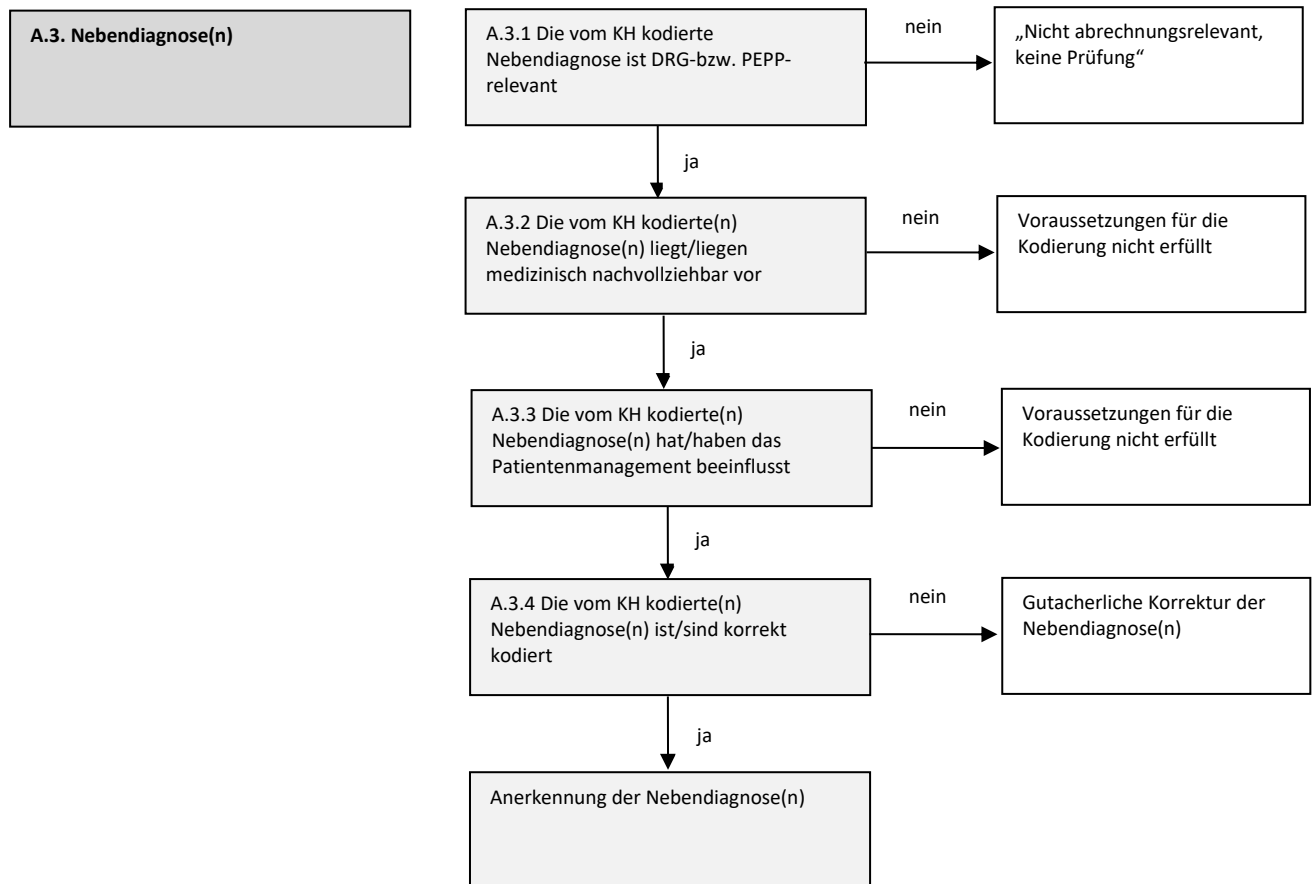 A.3. Nebendiagnose(n)
A.3.1 Die vom KH kodierte
Nebendiagnose ist DRG-bzw. PEPP-
relevant
nein
„Nicht abrechnungsrelevant,
keine Prüfung“
ja
A.3.2 Die vom KH kodierte(n)
Nebendiagnose(n) liegt/liegen
medizinisch nachvollziehbar vor
nein
Voraussetzungen für die
Kodierung nicht erfüllt
ja
A.3.3 Die vom KH kodierte(n)
Nebendiagnose(n) hat/haben das
Patientenmanagement beeinflusst
nein
Voraussetzungen für die
Kodierung nicht erfüllt
ja
A.3.4 Die vom KH kodierte(n)
Nebendiagnose(n) ist/sind korrekt
kodiert
nein
Gutacherliche Korrektur der
Nebendiagnose(n)
ja
Anerkennung der Nebendiagnose(n)